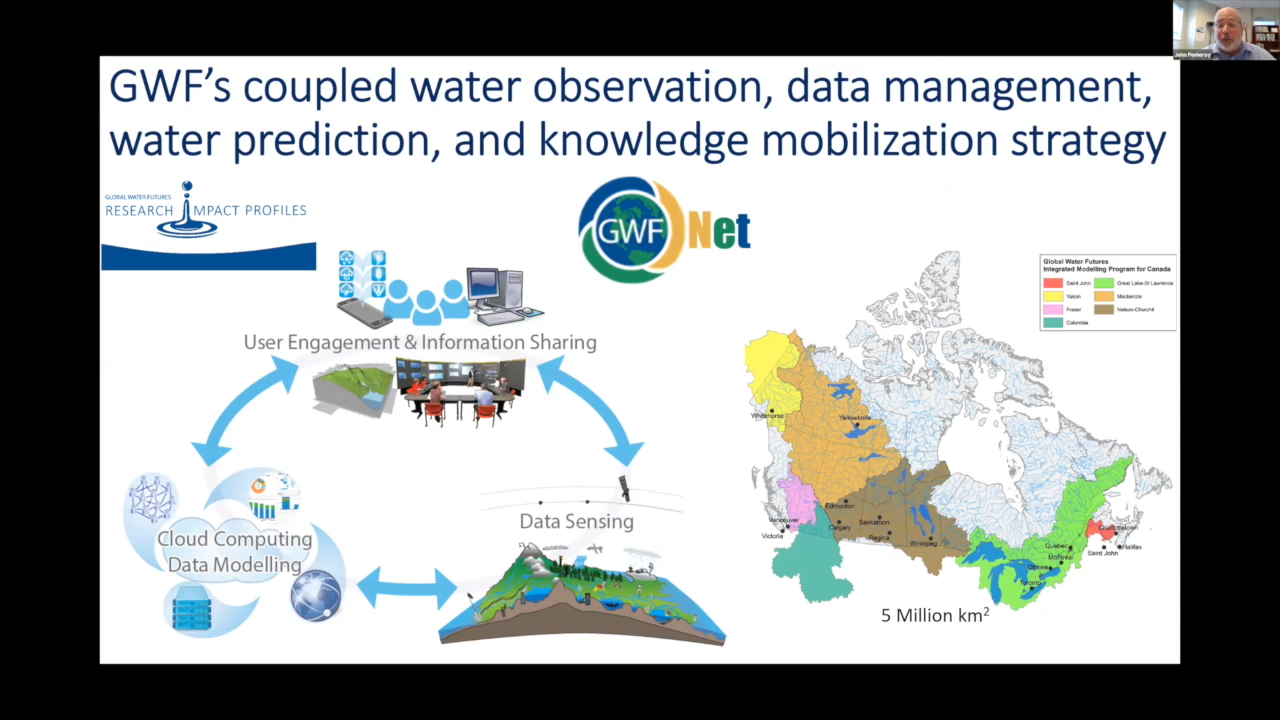 John Pomeroy
GWF's coupled water observation, data management,
water prediction, and knowledge mobilization strategy
GLOBAL WATER FUTURES
RESEARCH IMPACT PROFILES
GWF Net
User Engagement & Information Sharing
Cloud Computing
Data Modelling
Data Sensing
Global Water Futures
Integrated Modelling Program for Canada
Saint John
Great Lake-St Lawrence
Yukon
Mackenzie
Fraser
Nelson-Churchill
Columbia
Whitehorse
Yellowknife
Edmonton
Vancouver
Calgary
Saskatoon
Victoria
Regina
Winnipeg
Charlottetown
Quebec
Halifax
Montreal
Saint John
Ottawa
Toronto
5 Million km²